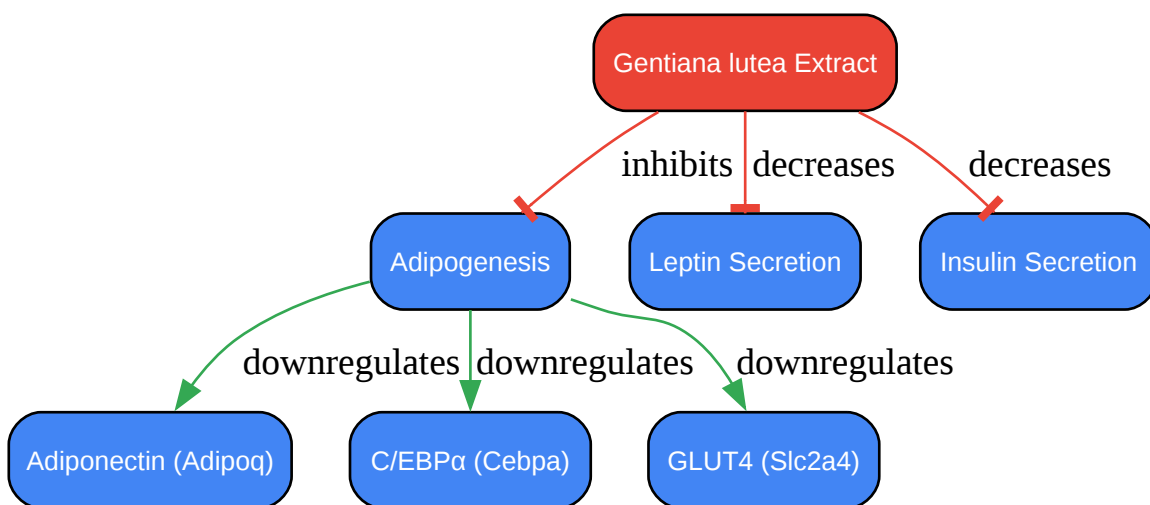 Gentiana lutea Extract
inhibits decreases decreases
Adipogenesis Leptin Secretion Insulin Secretion
downregulates downregulates downregulates
Adiponectin (Adipoq) C/EBPα (Cebpa) GLUT4 (Slc2a4)